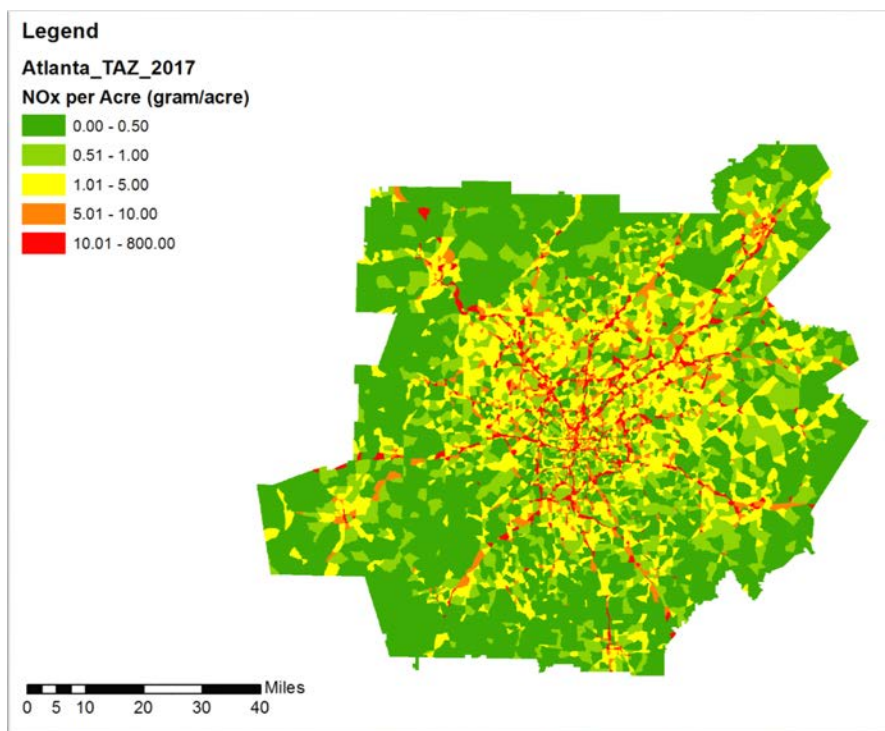 Legend
Atlanta_TAZ_2017
NOx per Acre (gram/acre)
0.00 - 0.50
0.51 - 1.00
1.01 - 5.00
5.01 - 10.00
10.01 - 800.00
Miles
0 5 10 20 30 40